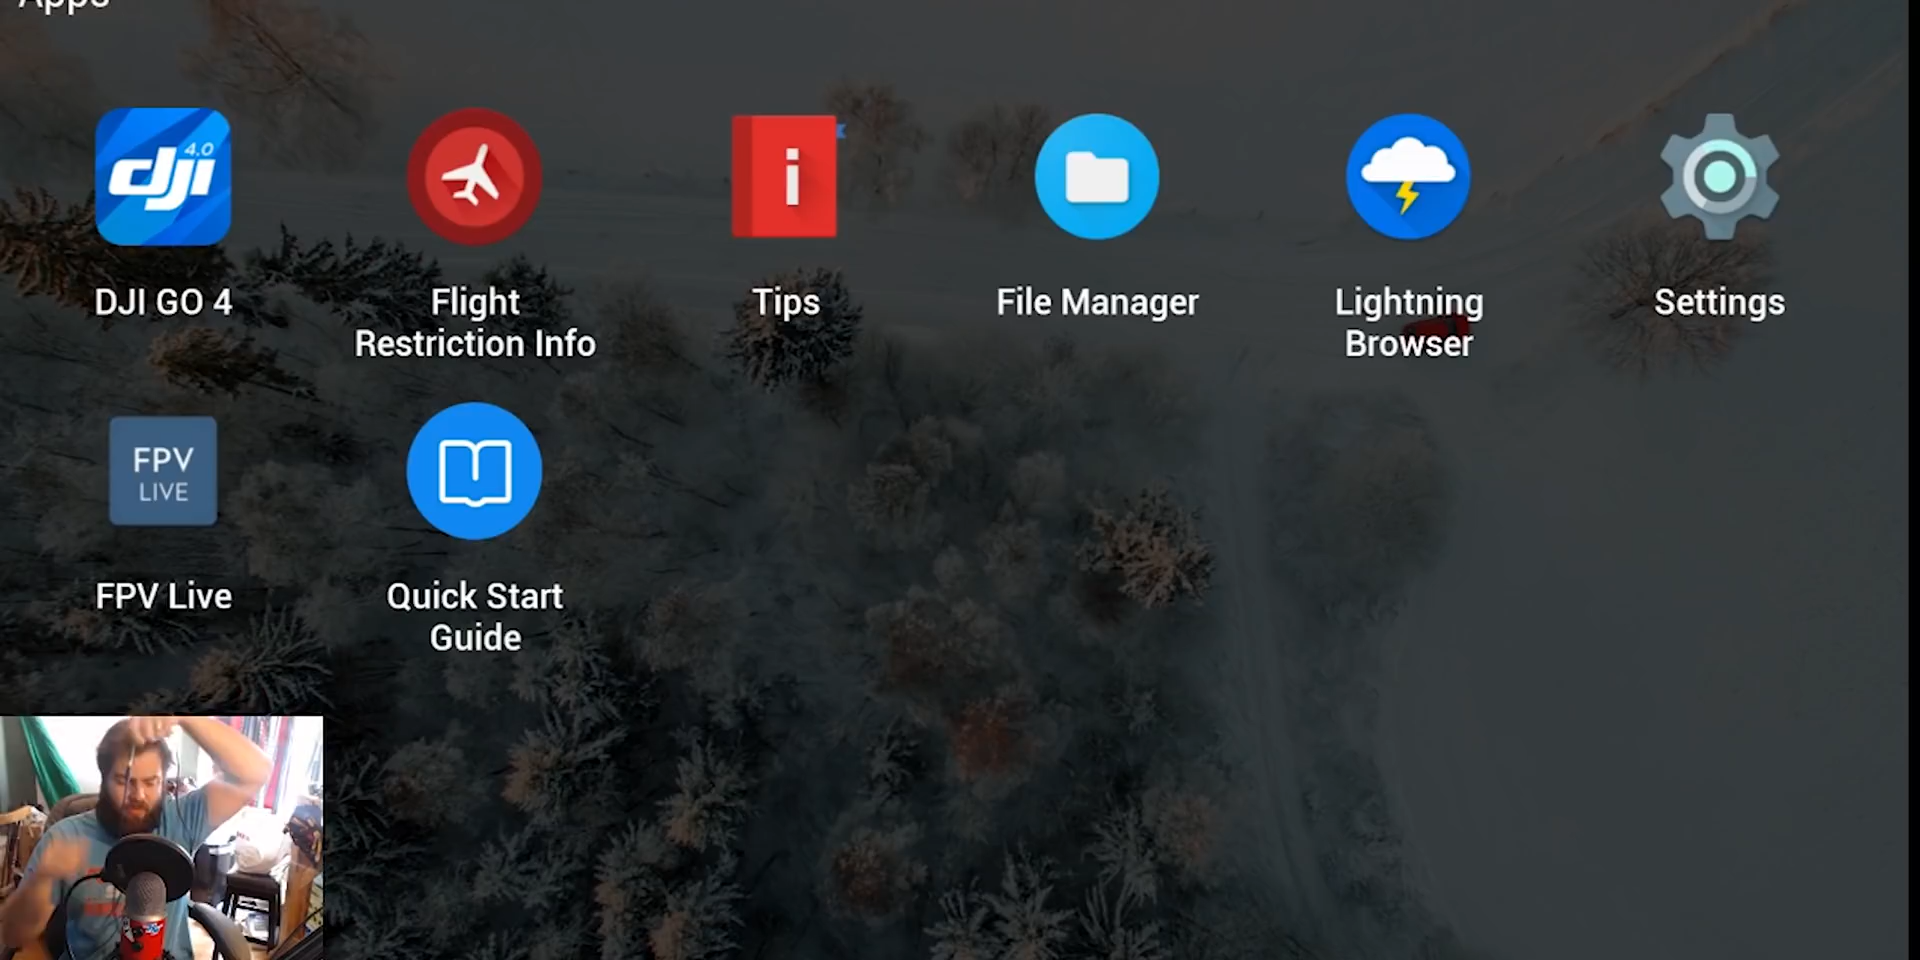 Apps
dji 4.0
i
DJI GO 4
Flight
Restriction Info
Tips
File Manager
Lightning
Browser
Settings
FPV
LIVE
FPV Live
Quick Start
Guide